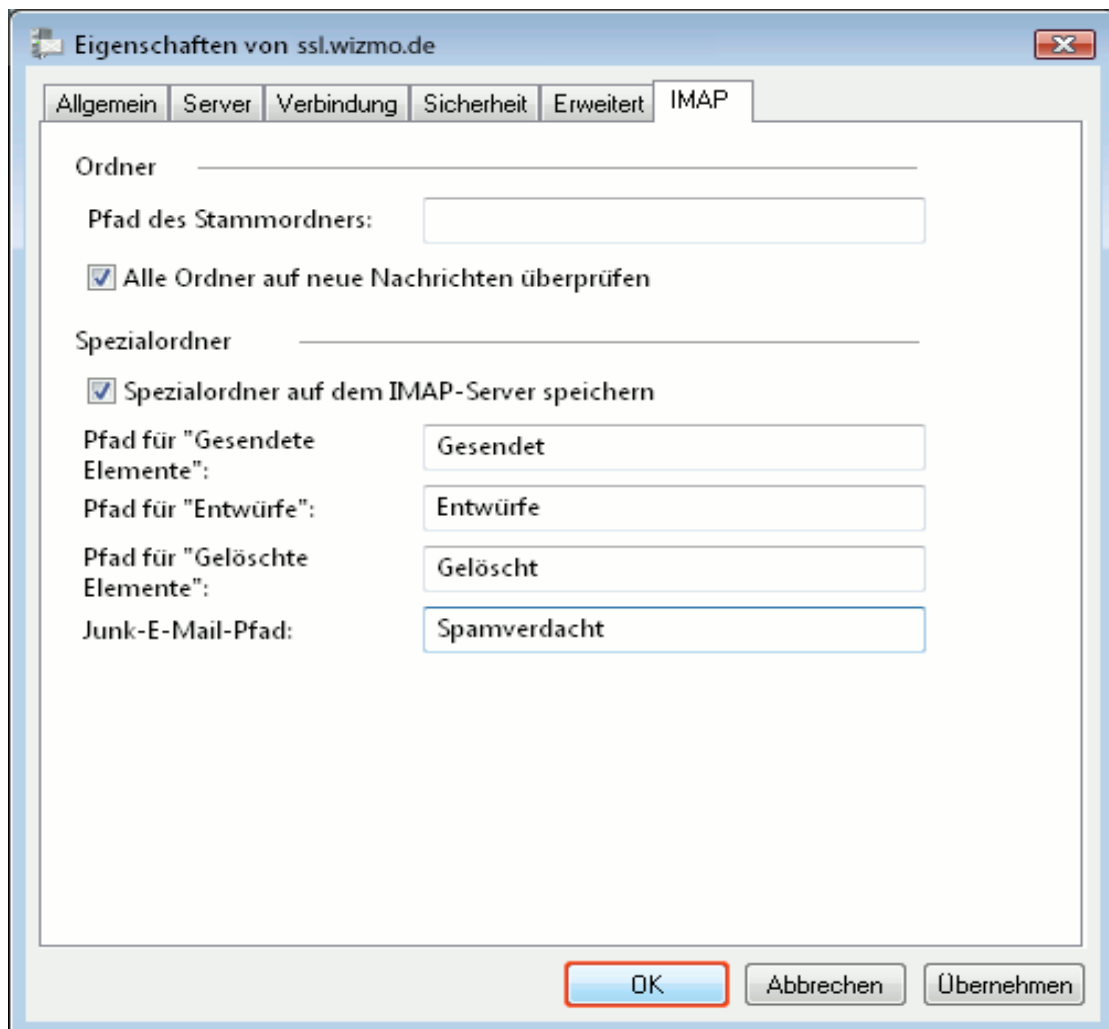 Eigenschaften von ssl.wizmo.de
Allgemein Server Verbindung Sicherheit Erweitert IMAP
Ordner
Pfad des Stammordners:
Alle Ordner auf neue Nachrichten überprüfen
Spezialordner
Spezialordner auf dem IMAP-Server speichern
Pfad für "Gesendete
Elemente":
Gesendet
Pfad für "Entwürfe":
Entwürfe
Pfad für "Gelöschte
Elemente":
Gelöscht
Junk-E-Mail-Pfad:
Spamverdacht
OK Abbrechen Übernehmen